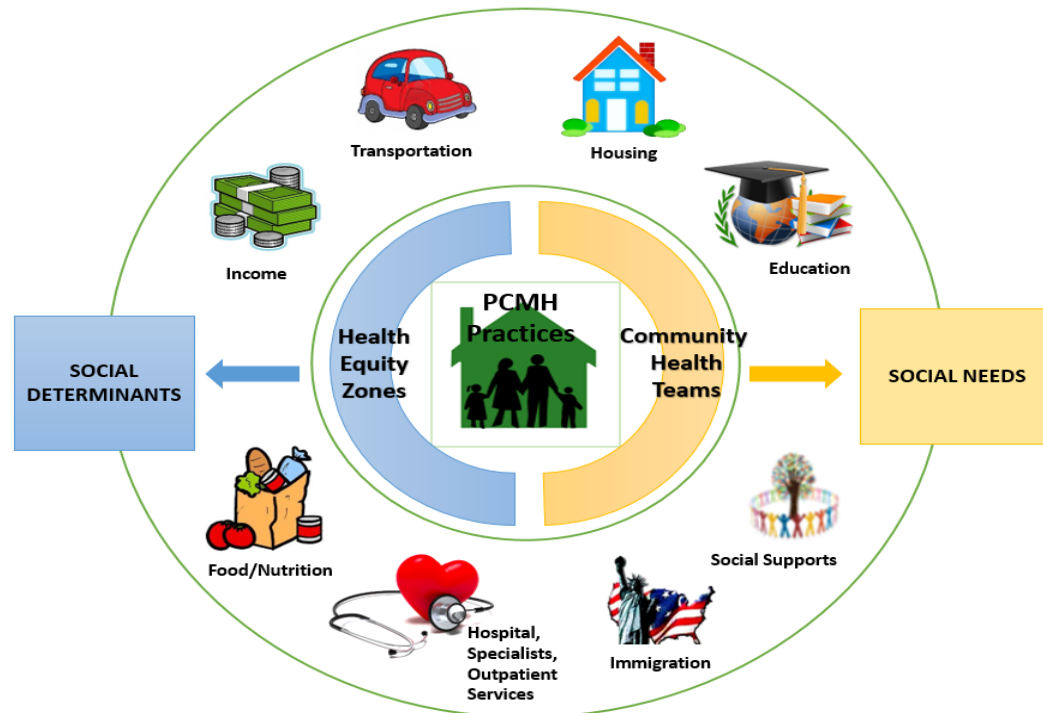 Transportation
Housing
Income
Education
PCMH
Practices
Health
Equity
Zones
Community
Health
Teams
SOCIAL
DETERMINANTS
SOCIAL NEEDS
Food/Nutrition
Social Supports
Hospital,
Specialists,
Outpatient
Services
Immigration